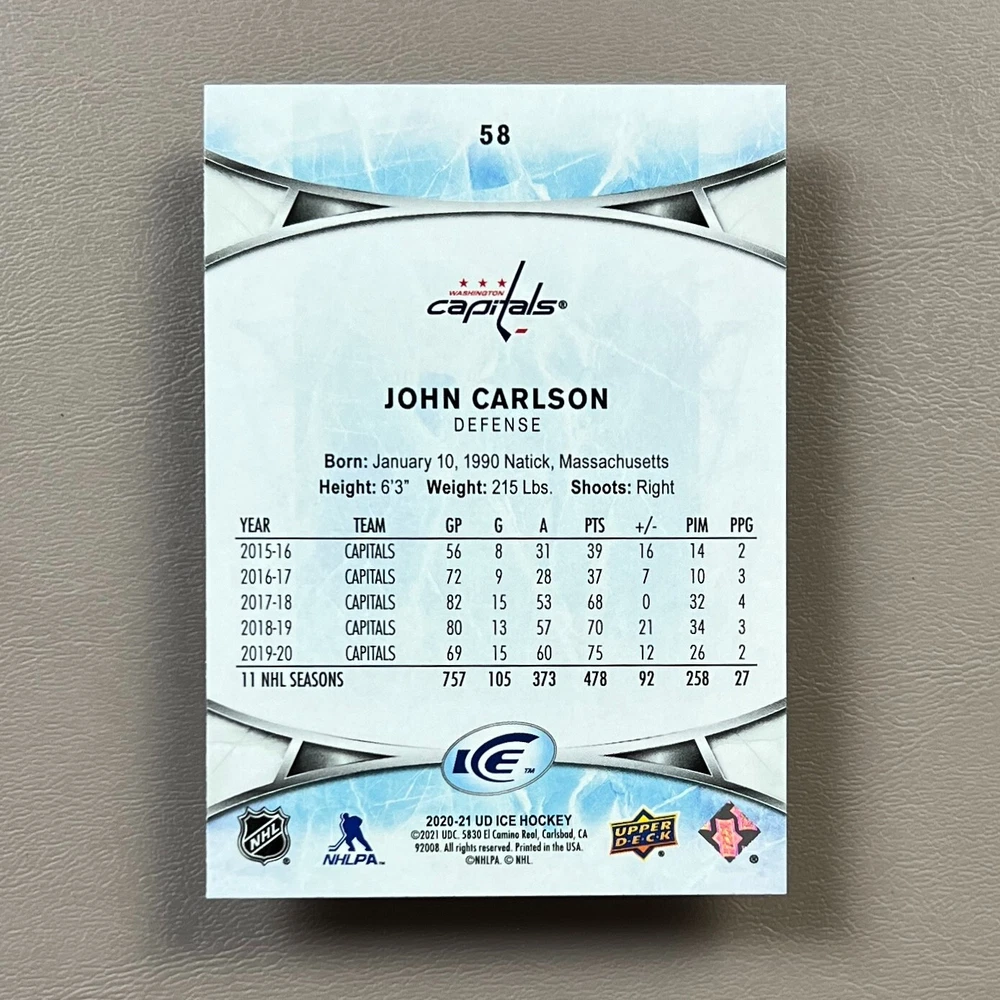 58
WASHINGTON
capitals®
JOHN CARLSON
DEFENSE
Born: January 10, 1990 Natick, Massachusetts
Height: 6'3" Weight: 215 Lbs. Shoots: Right
YEAR TEAM GP G A PTS +/- PIM PPG
2015-16 CAPITALS 56 8 31 39 16 14 2
2016-17 CAPITALS 72 9 28 37 7 10 3
2017-18 CAPITALS 82 15 53 68 0 32 4
2018-19 CAPITALS 80 13 57 70 21 34 3
2019-20 CAPITALS 69 15 60 75 12 26 2
11 NHL SEASONS 757 105 373 478 92 258 27
ICE™
NHL ®
NHLPA™
2020-21 UD ICE HOCKEY
©2021 UDC. 5830 El Camino Real, Carlsbad, CA
92008. All rights reserved. Printed in the USA.
©NHLPA. © NHL.
UPPER
D·E·C·K ®
®